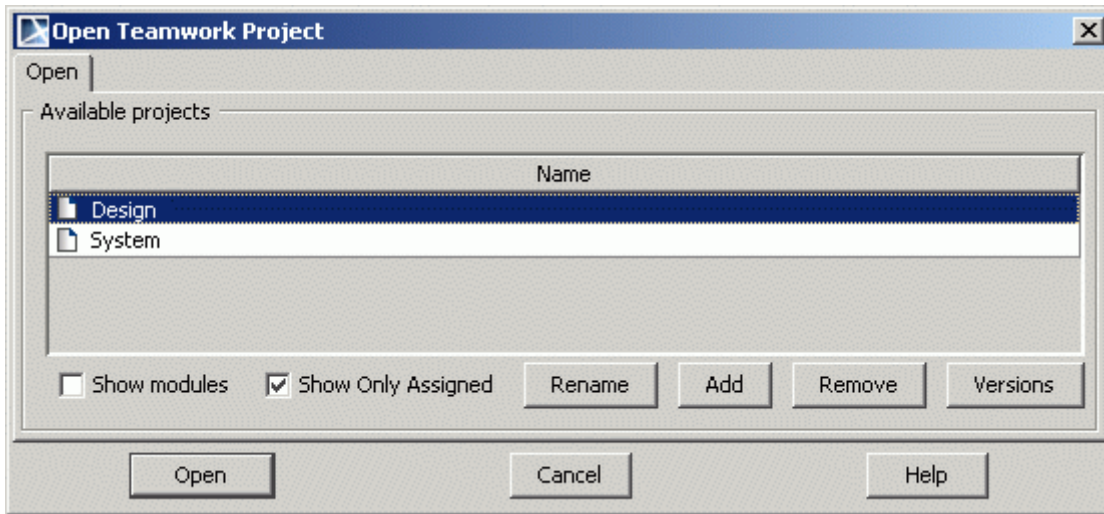 Open Teamwork Project
Open
Available projects
Name
Design
System
Show modules Show Only Assigned Rename Add Remove Versions
Open Cancel Help